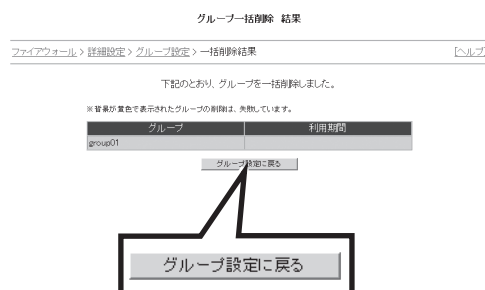 グループ一括削除 結果
ファイアウォール > 詳細設定 > グループ設定 > 一括削除結果 [ヘルプ]
下記のとおり、グループを一括削除しました。
※背景が黄色で表示されたグループの削除は、失敗しています。
グループ 利用期間
group01
グループ設定に戻る
グループ設定に戻る